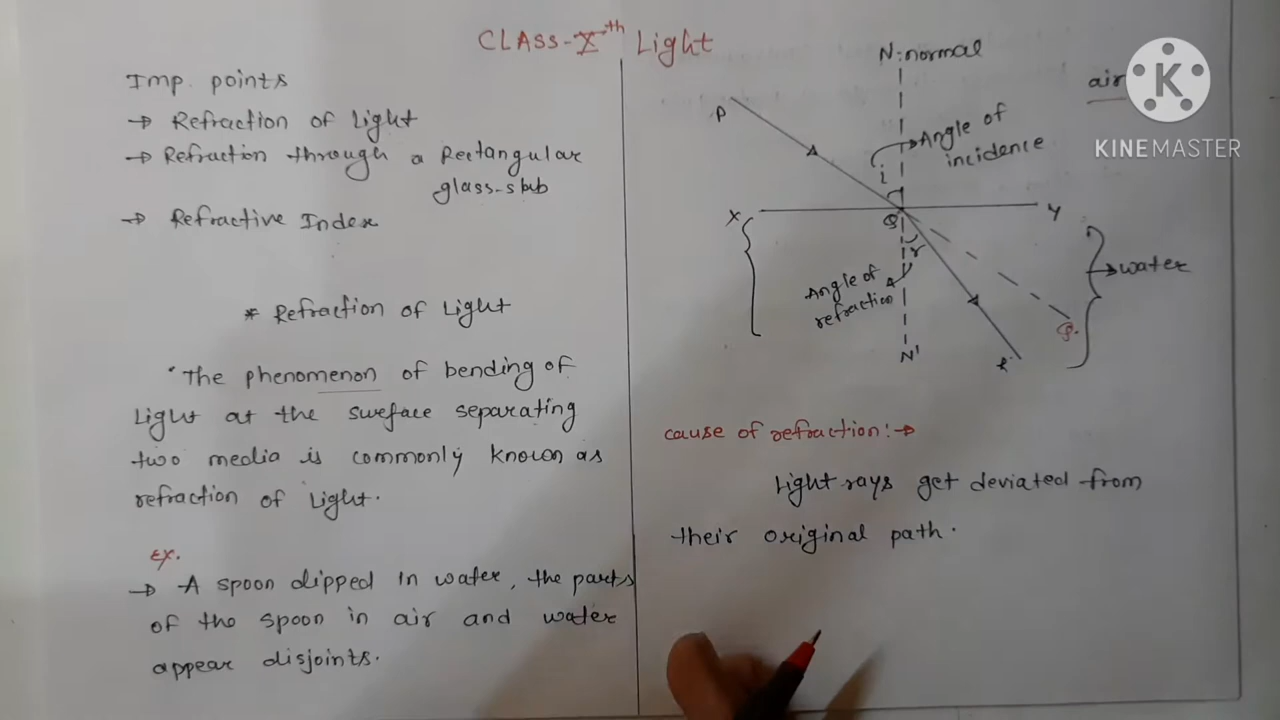 CLASS-Xth Light
Imp. points
→ Refraction of Light
→ Refraction through a Rectangular
glass-slab
→ Refractive Index
* Refraction of Light
The phenomenon of bending of
Light at the sweface separating
two media is commonly known as
refraction of Light.
Ex.
→ A spoon dipped in water, the parts
of the spoon in air and water
appear disjoints.
N:normal
air
K
KINEMASTER
P
→Angle of
incidence
i
X
Y
Q
r
→water
Angle of
refraction
P.
N'
R
cause of refraction:→
Light rays get deviated from
their original path.